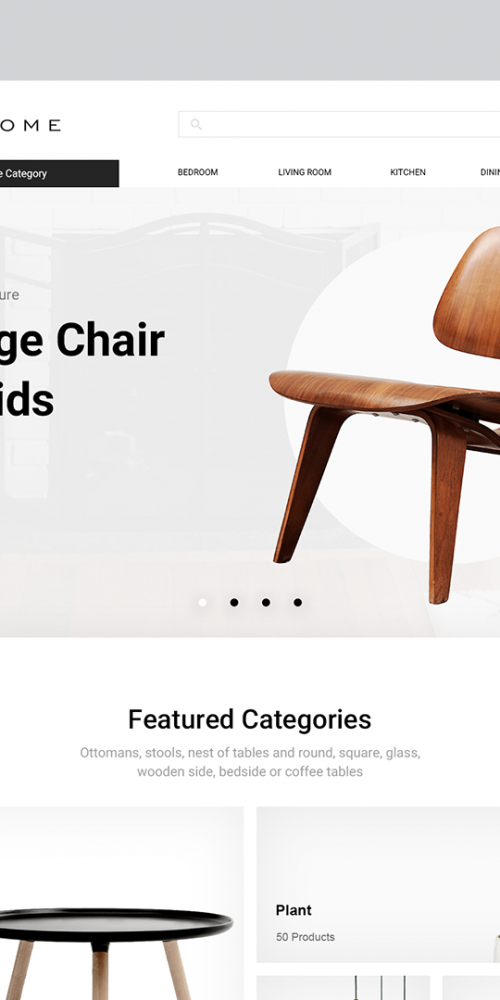 OME
e Category
BEDROOM LIVING ROOM KITCHEN DININ
ure
ge Chair
ids
Featured Categories
Ottomans, stools, nest of tables and round, square, glass,
wooden side, bedside or coffee tables
Plant
50 Products